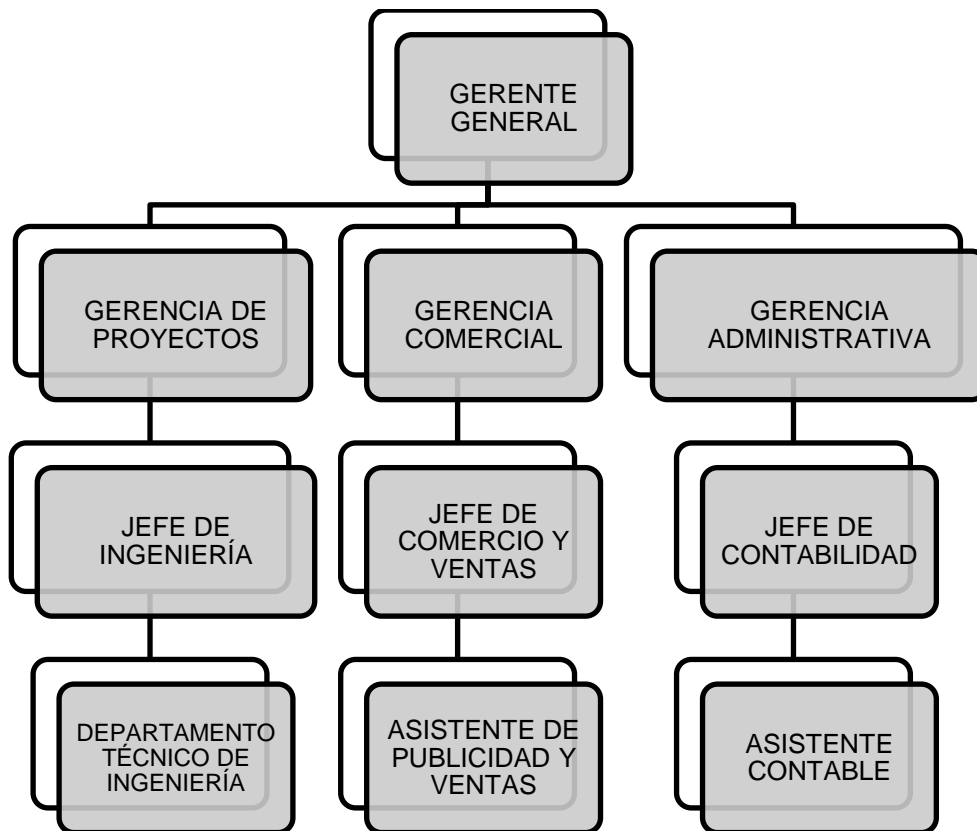 GERENTE
GENERAL
GERENCIA DE
PROYECTOS
GERENCIA
COMERCIAL
GERENCIA
ADMINISTRATIVA
JEFE DE
INGENIERÍA
JEFE DE
COMERCIO Y
VENTAS
JEFE DE
CONTABILIDAD
DEPARTAMENTO
TÉCNICO DE
INGENIERÍA
ASISTENTE DE
PUBLICIDAD Y
VENTAS
ASISTENTE
CONTABLE